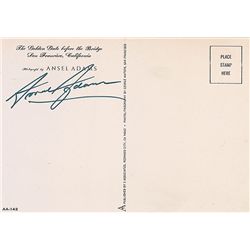 The Golden Gate before the Bridge
San Francisco, California
Photograph by ANSEL ADAMS
Ansel Adams
PLACE
STAMP
HERE
AA-142